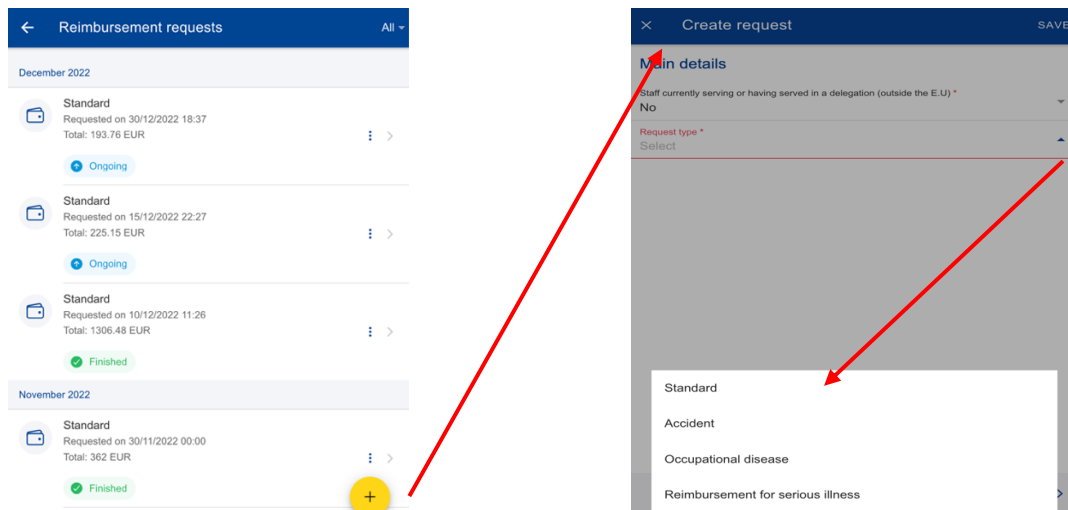 Reimbursement requests
All
December 2022
Standard
Requested on 30/12/2022 18:37
Total: 193.76 EUR
Ongoing
Standard
Requested on 15/12/2022 22:27
Total: 225.15 EUR
Ongoing
Standard
Requested on 10/12/2022 11:26
Total: 1306.48 EUR
Finished
November 2022
Standard
Requested on 30/11/2022 00:00
Total: 362 EUR
Finished
+
Create request
SAVE
Main details
Staff currently serving or having served in a delegation (outside the E.U) *
No
Request type *
Select
Standard
Accident
Occupational disease
Reimbursement for serious illness